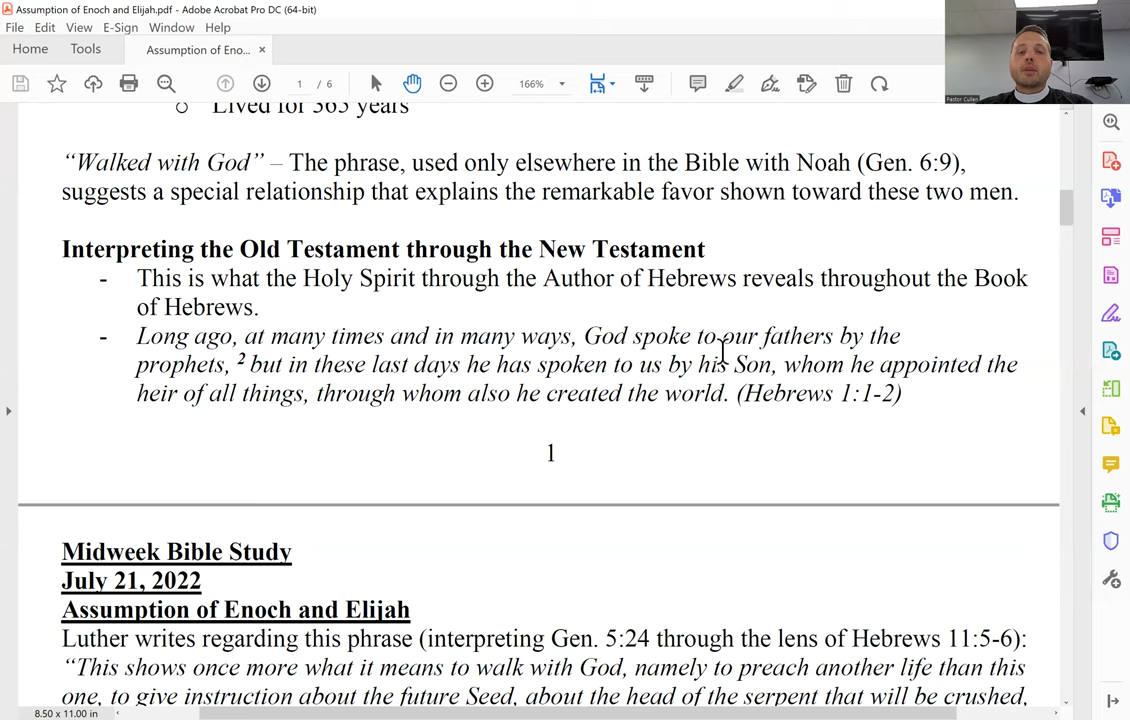 Assumption of Enoch and Elijah.pdf - Adobe Acrobat Pro DC (64-bit)
File Edit View E-Sign Window Help
Home Tools Assumption of Eno... ×
1 / 6 166%
Pastor Cullen
o Lived for 365 years
“Walked with God” – The phrase, used only elsewhere in the Bible with Noah (Gen. 6:9),
suggests a special relationship that explains the remarkable favor shown toward these two men.
Interpreting the Old Testament through the New Testament
- This is what the Holy Spirit through the Author of Hebrews reveals throughout the Book
of Hebrews.
- Long ago, at many times and in many ways, God spoke to our fathers by the
prophets, 2 but in these last days he has spoken to us by his Son, whom he appointed the
heir of all things, through whom also he created the world. (Hebrews 1:1-2)
1
Midweek Bible Study
July 21, 2022
Assumption of Enoch and Elijah
Luther writes regarding this phrase (interpreting Gen. 5:24 through the lens of Hebrews 11:5-6):
“This shows once more what it means to walk with God, namely to preach another life than this
one, to give instruction about the future Seed, about the head of the serpent that will be crushed,
8.50 x 11.00 in